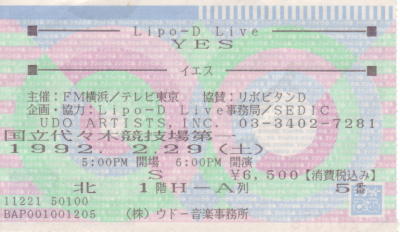 Lipo-D Live
YES
イエス
主催:FM横浜/テレビ東京　協賛:リポビタンD
企画・協力:Lipo-D Live事務局/SEDIC
UDO ARTISTS, INC. 03-3402-7281
国立代々木競技場第一
1992. 2.29(土)
5:00PM 開場　6:00PM 開演
S　¥6,500【消費税込み】
北　1階H-A列　5番
11221 50100
BAP001001205　(株)ウドー音楽事務所